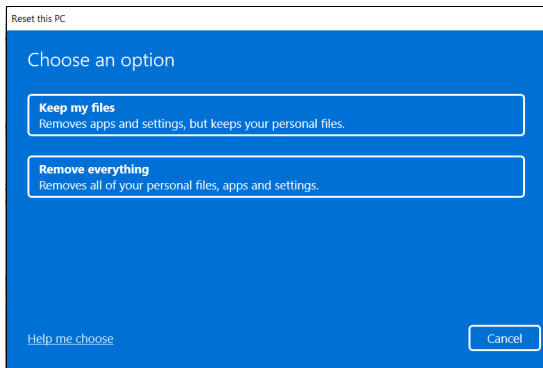 Reset this PC
Choose an option
Keep my files
Removes apps and settings, but keeps your personal files.
Remove everything
Removes all of your personal files, apps and settings.
Help me choose
Cancel